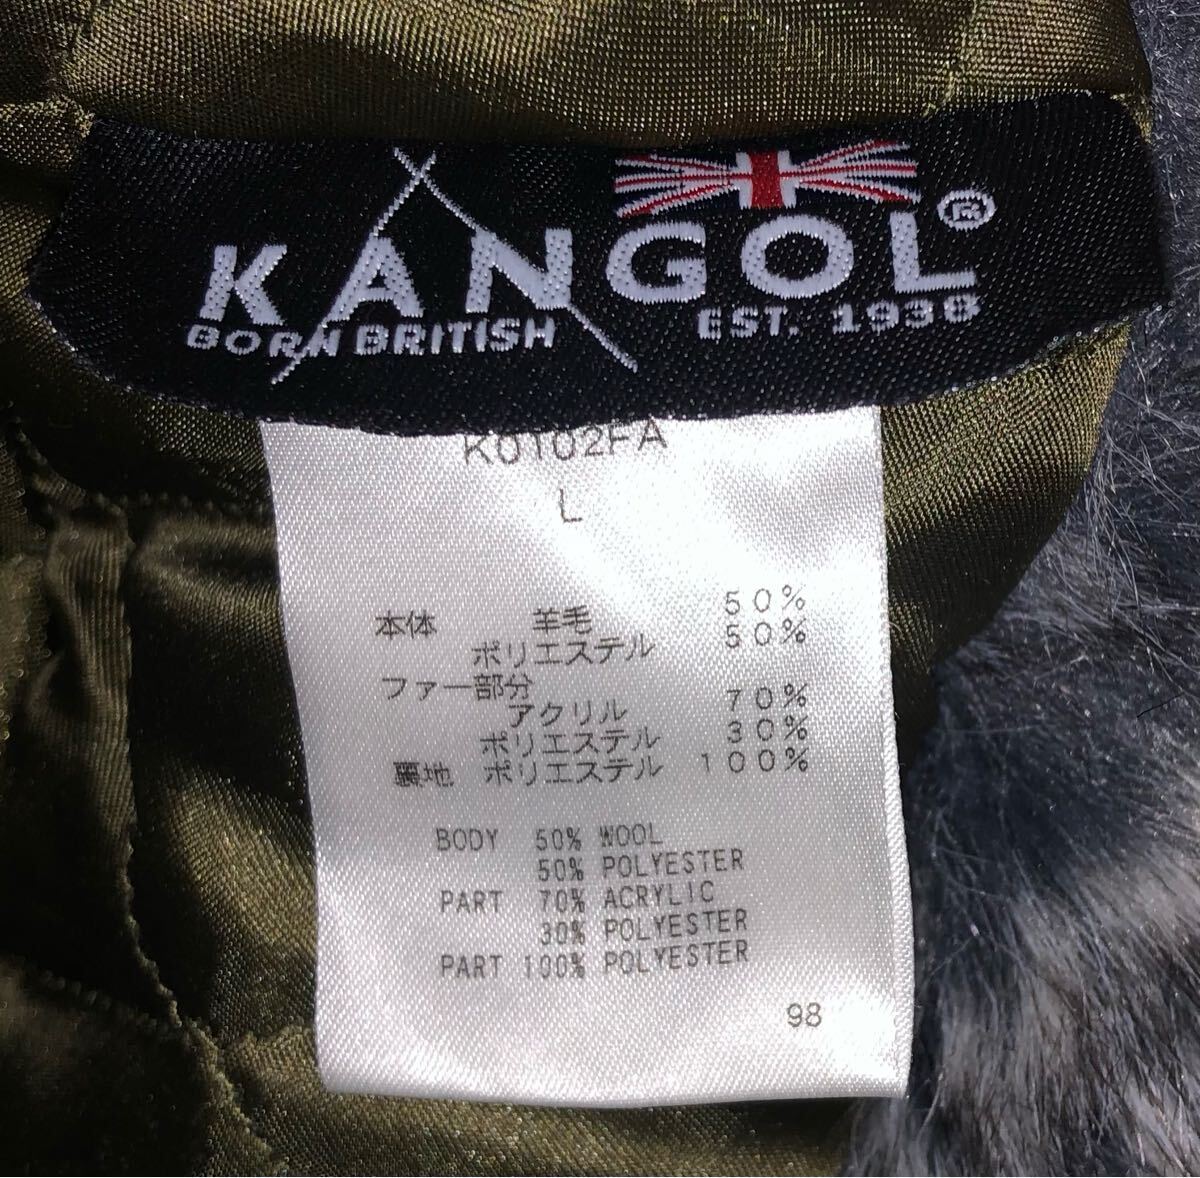 KANGOL®
BORN BRITISH EST. 1938
K0102FA
L
本体 羊毛 50%
ポリエステル 50%
ファー部分
アクリル 70%
ポリエステル 30%
裏地 ポリエステル 100%
BODY 50% WOOL
50% POLYESTER
PART 70% ACRYLIC
30% POLYESTER
PART 100% POLYESTER
98